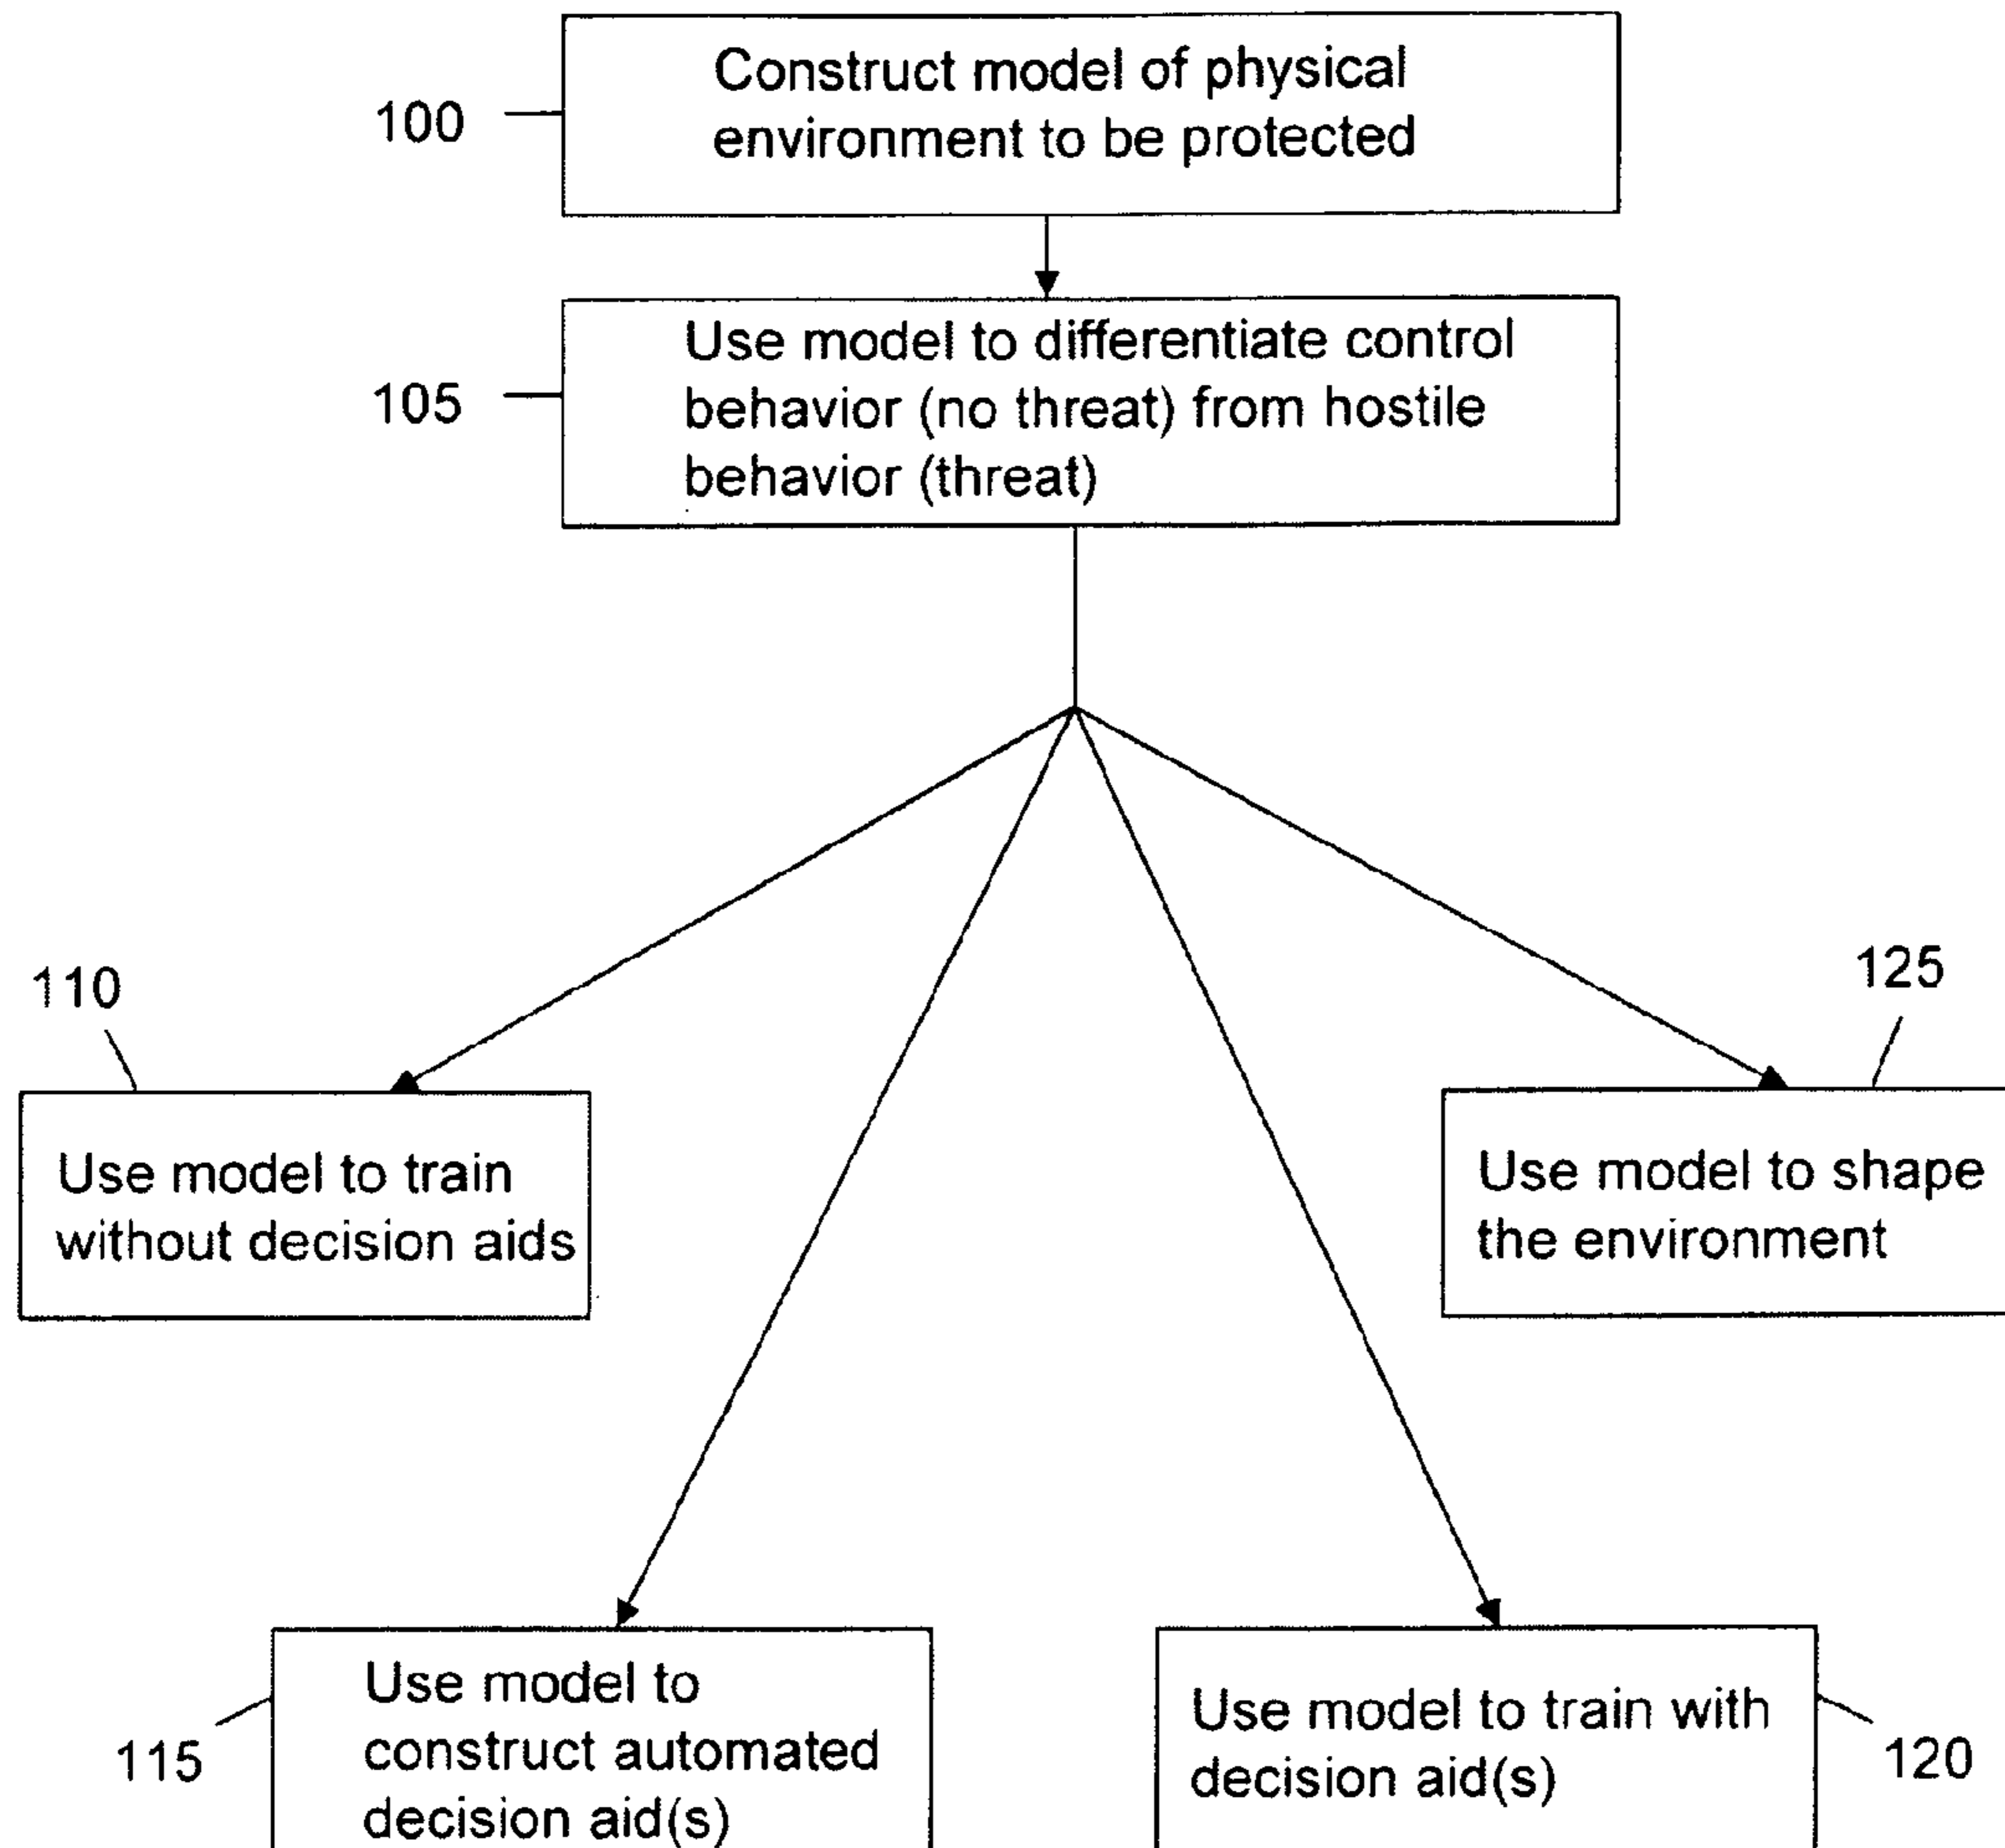 Construct model of physical
environment to be protected
100
Use model to differentiate control
behavior (no threat) from hostile
behavior (threat)
105
110
125
Use model to train
without decision aids
Use model to shape
the environment
Use model to
construct automated
decision aid(s)
115
Use model to train with
decision aid(s)
120